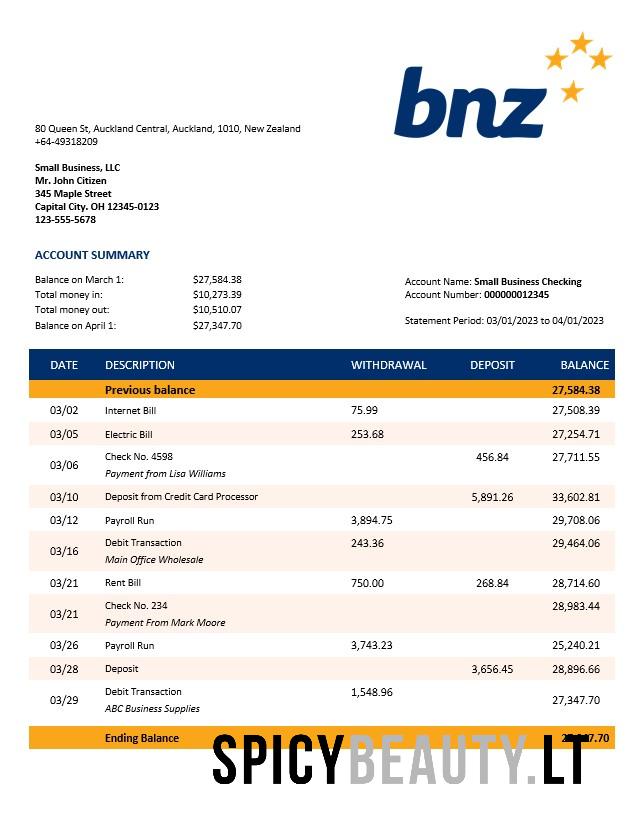 bnz
80 Queen St, Auckland Central, Auckland, 1010, New Zealand
+64-49318209
Small Business, LLC
Mr. John Citizen
345 Maple Street
Capital City. OH 12345-0123
123-555-5678
ACCOUNT SUMMARY
Balance on March 1: $27,584.38
Total money in: $10,273.39
Total money out: $10,510.07
Balance on April 1: $27,347.70
Account Name: Small Business Checking
Account Number: 000000012345
Statement Period: 03/01/2023 to 04/01/2023
DATE DESCRIPTION WITHDRAWAL DEPOSIT BALANCE
Previous balance 27,584.38
03/02 Internet Bill 75.99 27,508.39
03/05 Electric Bill 253.68 27,254.71
03/06 Check No. 4598 456.84 27,711.55
Payment from Lisa Williams
03/10 Deposit from Credit Card Processor 5,891.26 33,602.81
03/12 Payroll Run 3,894.75 29,708.06
03/16 Debit Transaction 243.36 29,464.06
Main Office Wholesale
03/21 Rent Bill 750.00 268.84 28,714.60
03/21 Check No. 234 28,983.44
Payment From Mark Moore
03/26 Payroll Run 3,743.23 25,240.21
03/28 Deposit 3,656.45 28,896.66
03/29 Debit Transaction 1,548.96 27,347.70
ABC Business Supplies
Ending Balance
SPICYBEAUTY.LT